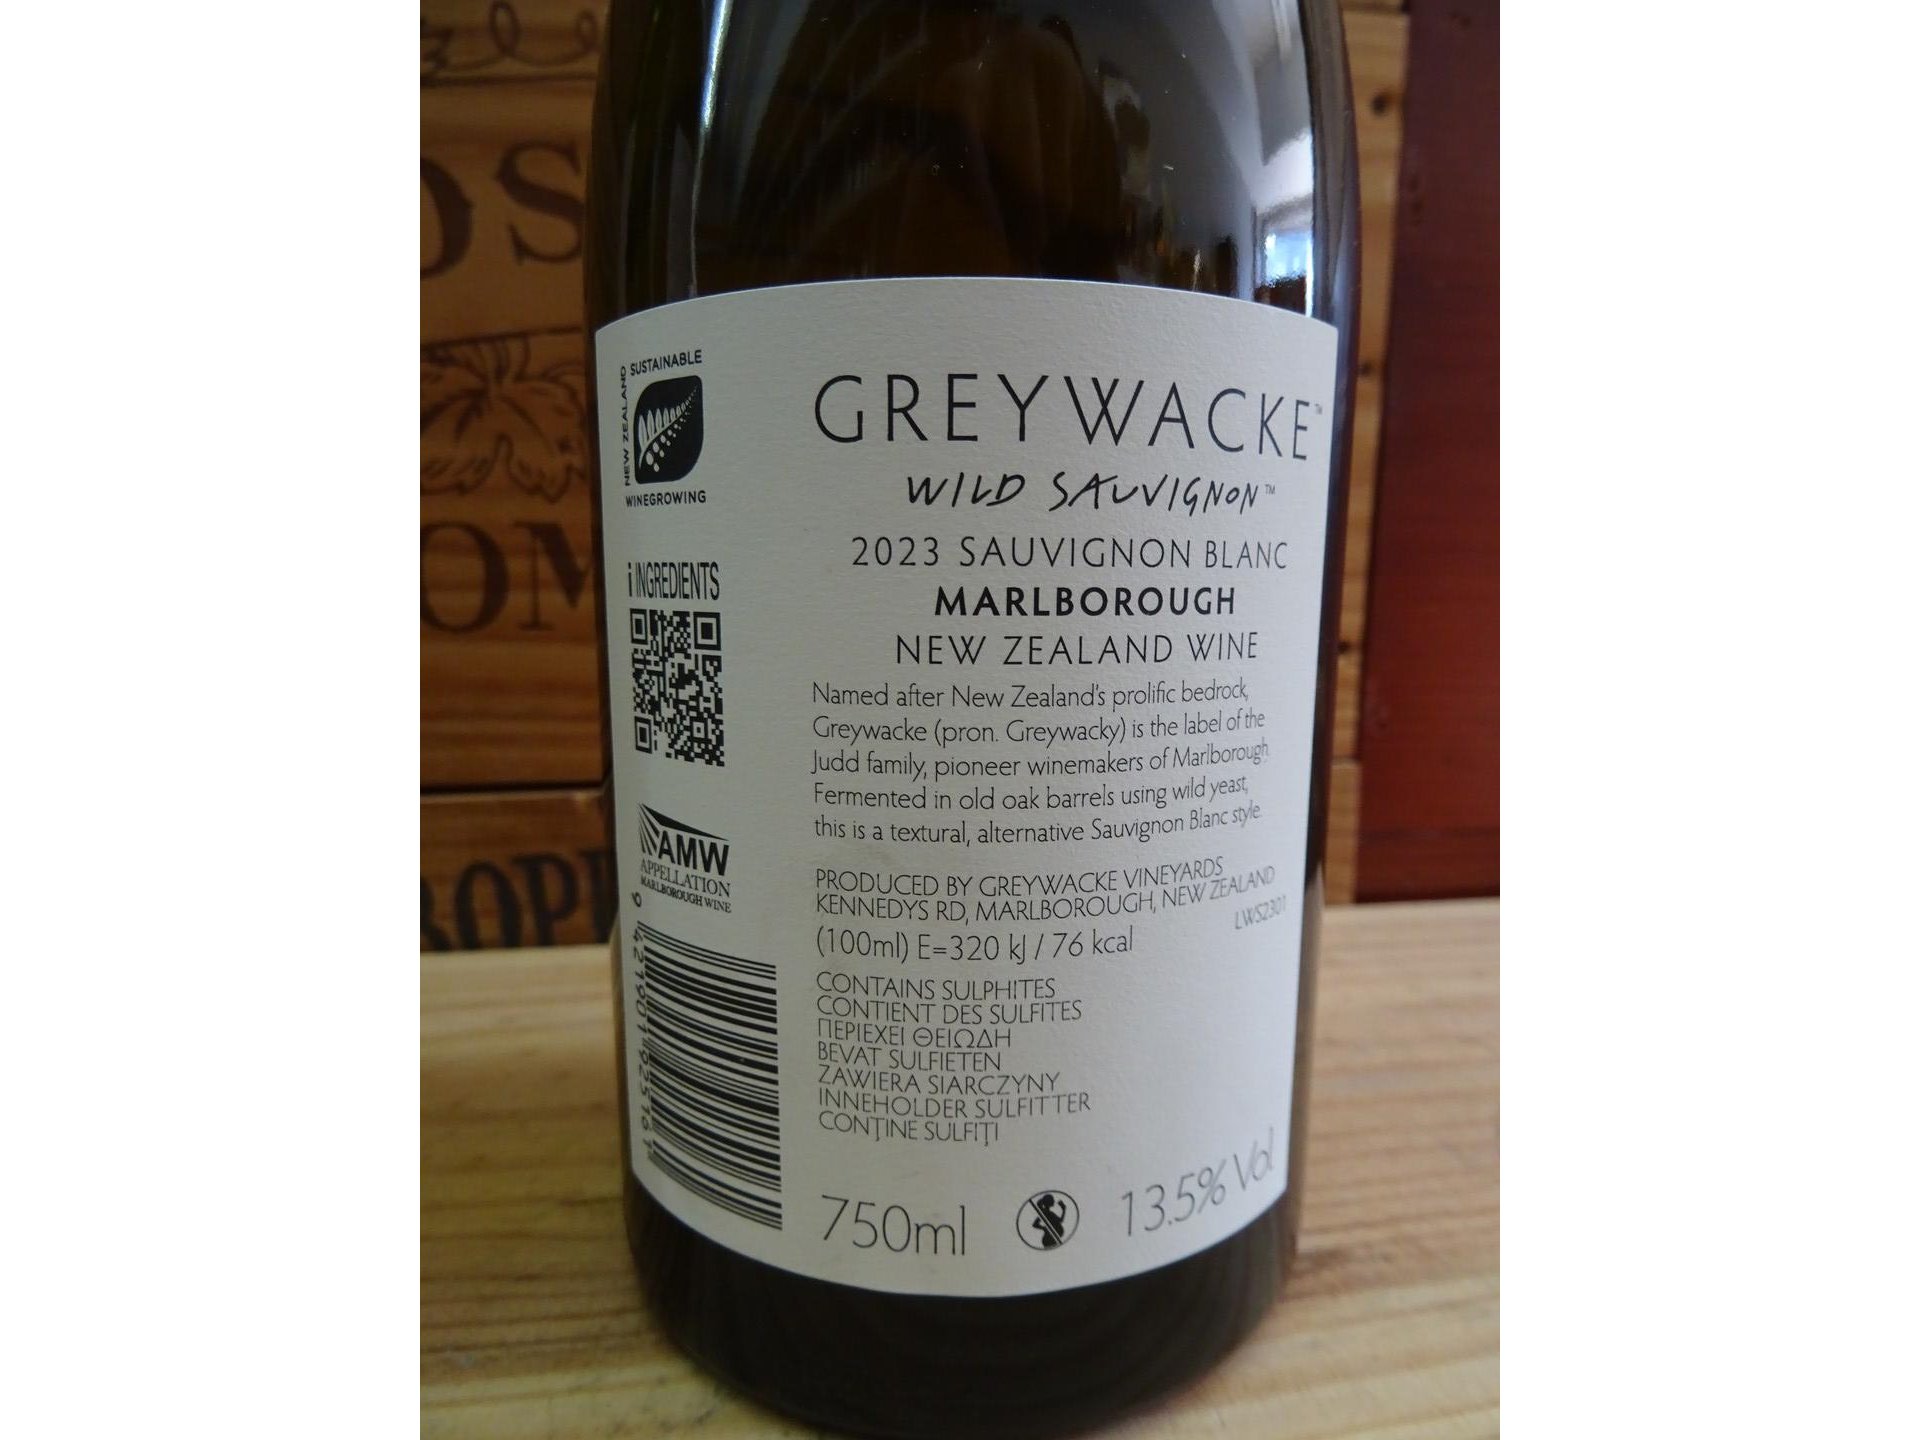 OS
OM
ROP
SUSTAINABLE
NEW ZEALAND
WINEGROWING
i INGREDIENTS
AMW
APPELLATION
MARLBOROUGH WINE
GREYWACKE™
WILD SAUVIGNON™
2023 SAUVIGNON BLANC
MARLBOROUGH
NEW ZEALAND WINE
Named after New Zealand's prolific bedrock,
Greywacke (pron. Greywacky) is the label of the
Judd family, pioneer winemakers of Marlborough.
Fermented in old oak barrels using wild yeast,
this is a textural, alternative Sauvignon Blanc style.
PRODUCED BY GREYWACKE VINEYARDS
KENNEDYS RD, MARLBOROUGH, NEW ZEALAND
LWS2301
(100ml) E=320 kJ / 76 kcal
CONTAINS SULPHITES
CONTIENT DES SULFITES
ΠΕΡΙΕΧΕΙ ΘΕΙΩΔΗ
BEVAT SULFIETEN
ZAWIERA SIARCZYNY
INNEHOLDER SULFITTER
CONŢINE SULFIŢI
750ml
13.5% Vol